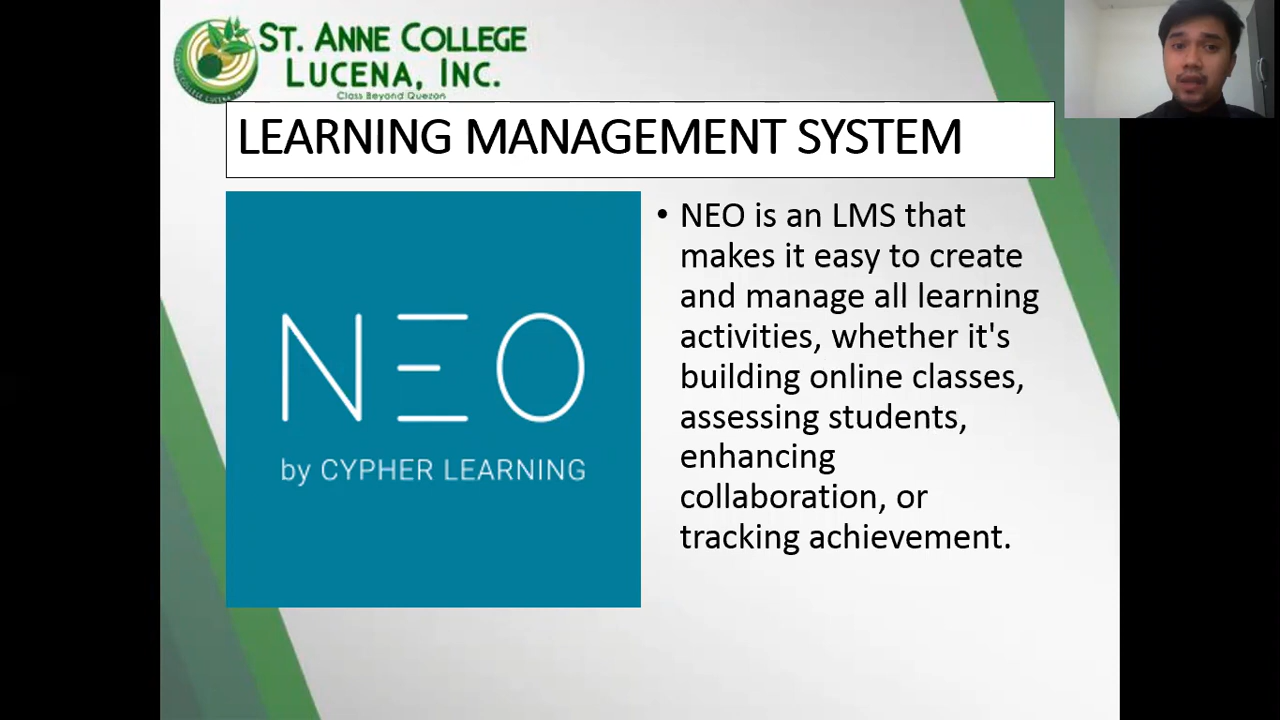 ST. ANNE COLLEGE
LUCENA, INC.
Class Beyond Quezon
LEARNING MANAGEMENT SYSTEM
NEO
by CYPHER LEARNING
• NEO is an LMS that
makes it easy to create
and manage all learning
activities, whether it's
building online classes,
assessing students,
enhancing
collaboration, or
tracking achievement.